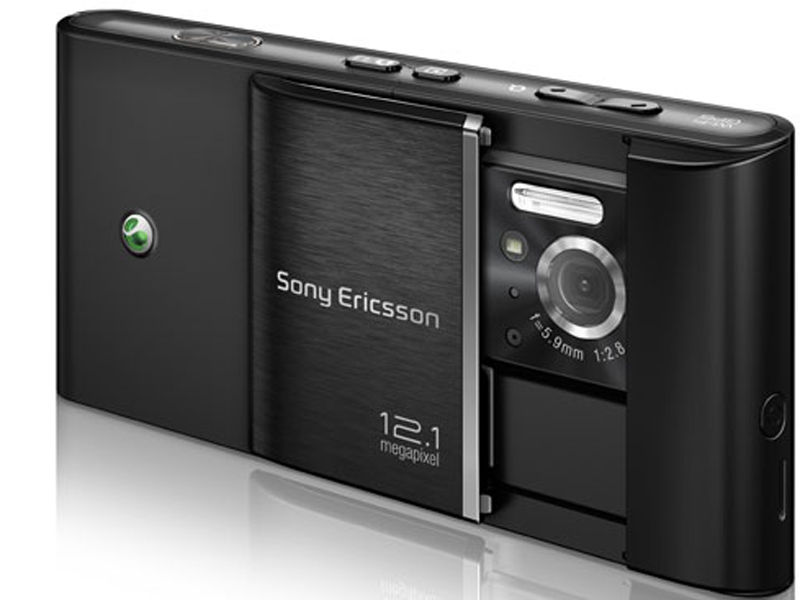 Sony Ericsson
12.1
megapixel
f=5.9mm 1:2.8